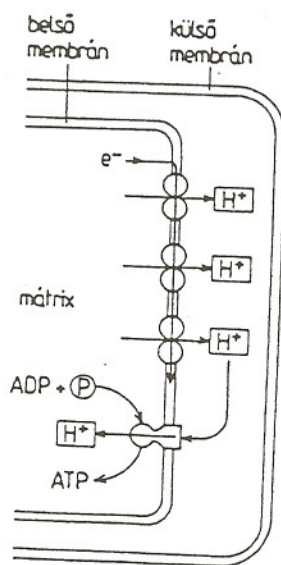 belső membrán
külső membrán
e⁻
H⁺
H⁺
mátrix
H⁺
ADP + P
H⁺
ATP